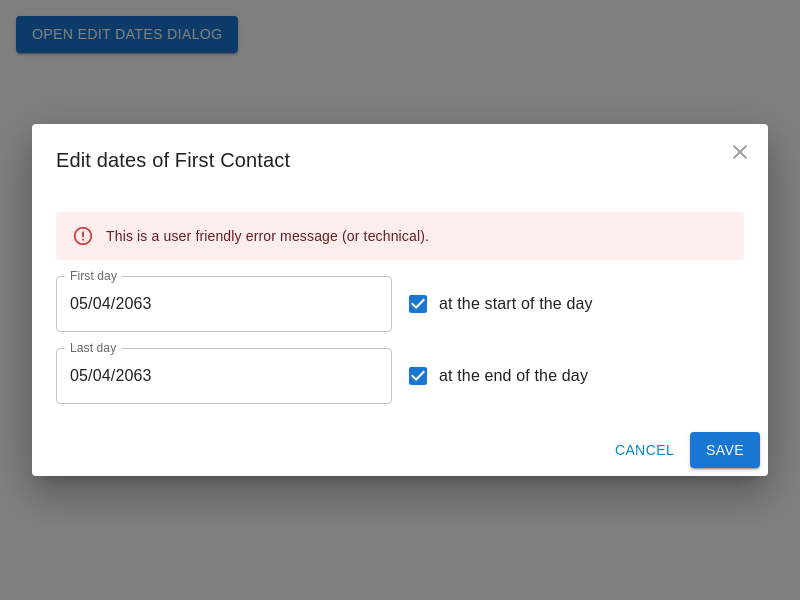 OPEN EDIT DATES DIALOG
Edit dates of First Contact
This is a user friendly error message (or technical).
First day
05/04/2063
at the start of the day
Last day
05/04/2063
at the end of the day
CANCEL
SAVE